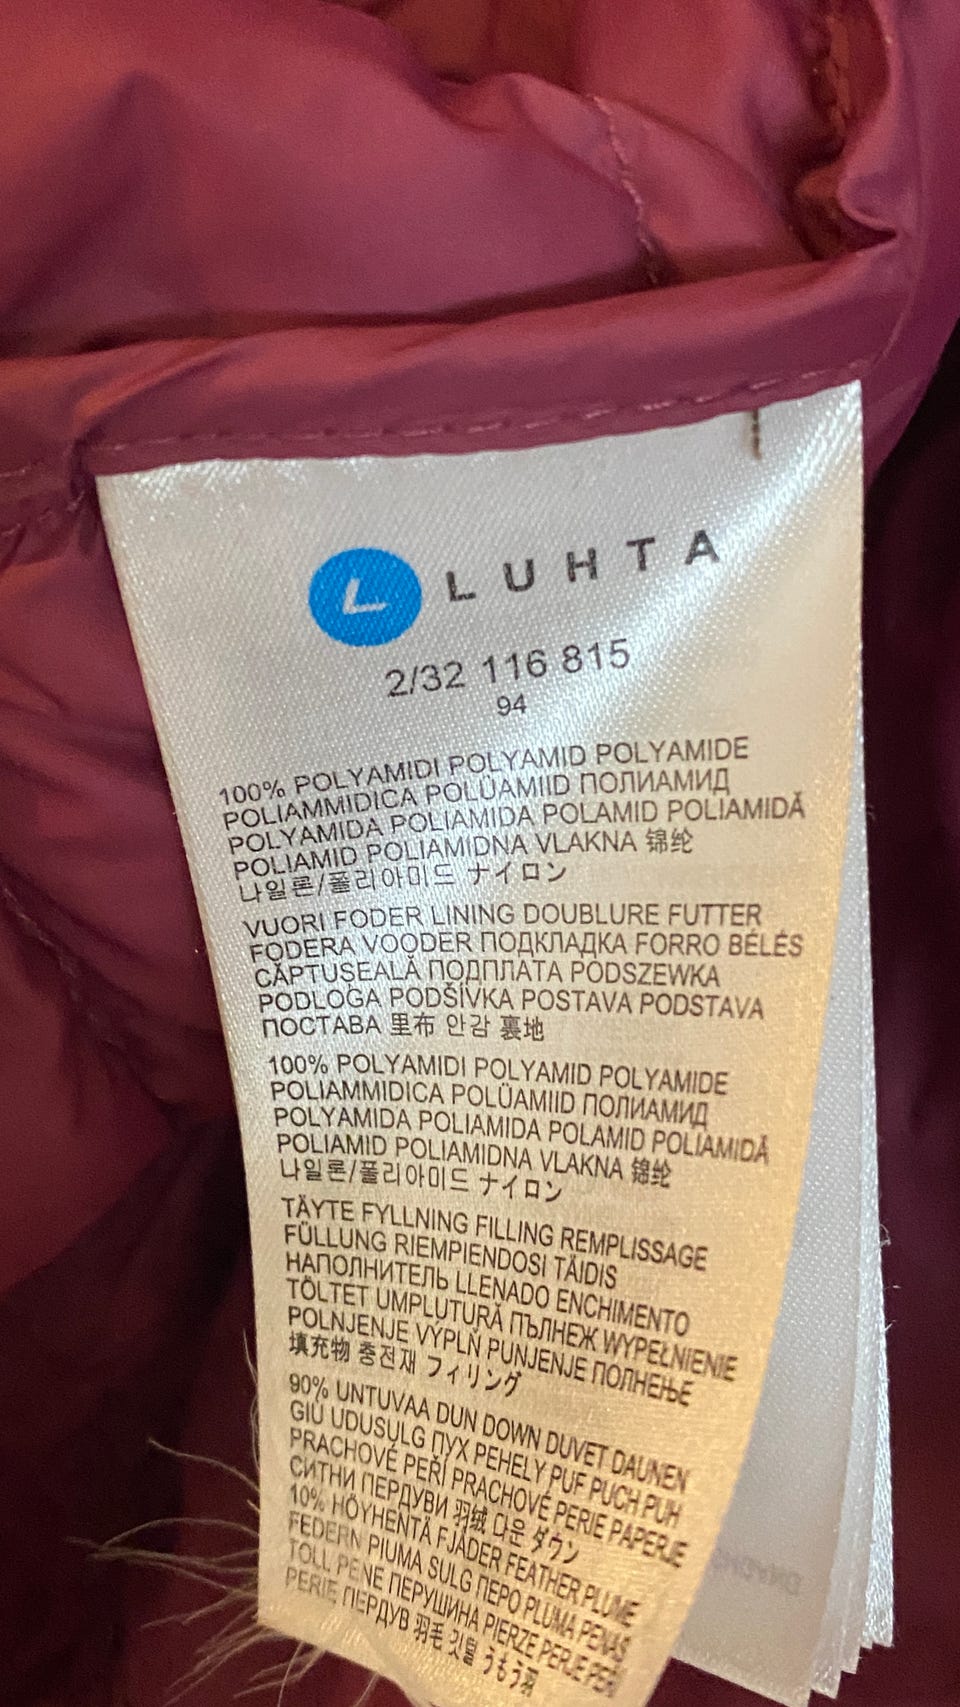 L LUHTA
2/32 116 815
94
100% POLYAMIDI POLYAMID POLYAMIDE
POLIAMMIDICA POLÜAMIID ПОЛИАМИД
POLYAMIDA POLIAMIDA POLAMID POLIAMIDĂ
POLIAMID POLIAMIDNA VLAKNA 锦纶
나일론/폴리아미드 ナイロン
VUORI FODER LINING DOUBLURE FUTTER
FODERA VOODER ПОДКЛАДКА FORRO BÉLÉS
CĂPTUŞEALĂ ПОДПЛАТА PODSZEWKA
PODLOGA PODŠÍVKA POSTAVA PODSTAVA
ПОСТАВА 里布 안감 裏地
100% POLYAMIDI POLYAMID POLYAMIDE
POLIAMMIDICA POLÜAMIID ПОЛИАМИД
POLYAMIDA POLIAMIDA POLAMID POLIAMIDĂ
POLIAMID POLIAMIDNA VLAKNA 锦纶
나일론/폴리아미드 ナイロン
TÄYTE FYLLNING FILLING REMPLISSAGE
FÜLLUNG RIEMPIENDOSI TÄIDIS
НАПОЛНИТЕЛЬ LLENADO ENCHIMENTO
TÖLTET UMPLUTURĂ ПЪЛНЕЖ WYPEŁNIENIE
POLNJENJE VÝPLŇ PUNJENJE ПОЛНЕЊЕ
填充物 충전재 フィリング
90% UNTUVAA DUN DOWN DUVET DAUNEN
GIÙ UDUSULG ПУХ PEHELY PUF PUCH PUH
PRACHOVÉ PEŘÍ PRACHOVÉ PERIE PAPERJE
СИТНИ ПЕРДУВИ 羽绒 다운 ダウン
10% HÖYHENTÄ FJÄDER FEATHER PLUME
FEDERN PIUMA SULG ПЕРО PLUMA PENAS
TOLL PENE ПЕРУШИНА PIERZE PERJE PEŘÍ
PERIE ПЕРДУВ 羽毛 깃털 うもう羽